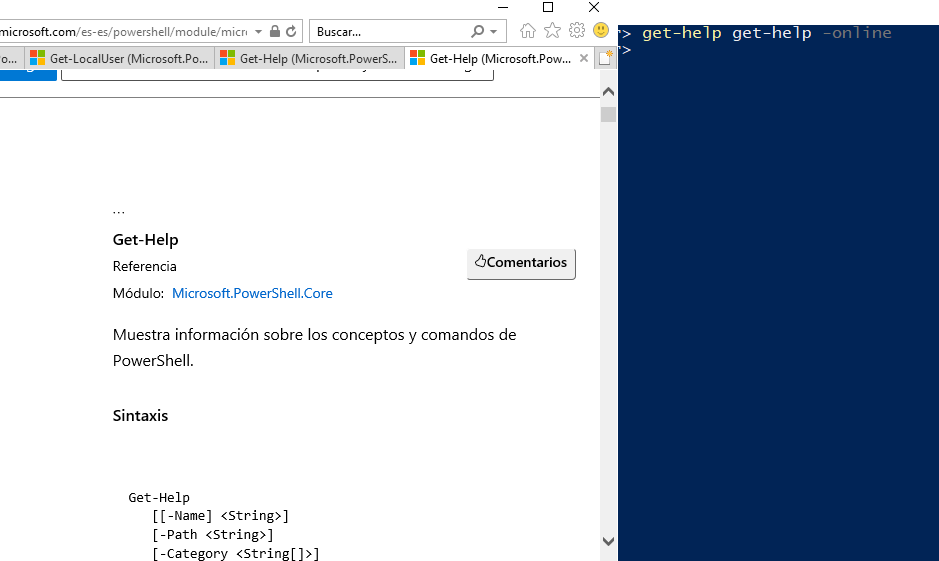 microsoft.com/es-es/powershell/module/micro
Buscar...
Get-LocalUser (Microsoft.Po...
Get-Help (Microsoft.PowerS...
Get-Help (Microsoft.Pow...
...
Get-Help
Referencia
Comentarios
Módulo: Microsoft.PowerShell.Core
Muestra información sobre los conceptos y comandos de
PowerShell.
Sintaxis
Get-Help
[[-Name] <String>]
[-Path <String>]
[-Category <String[]>]
> get-help get-help -online
>